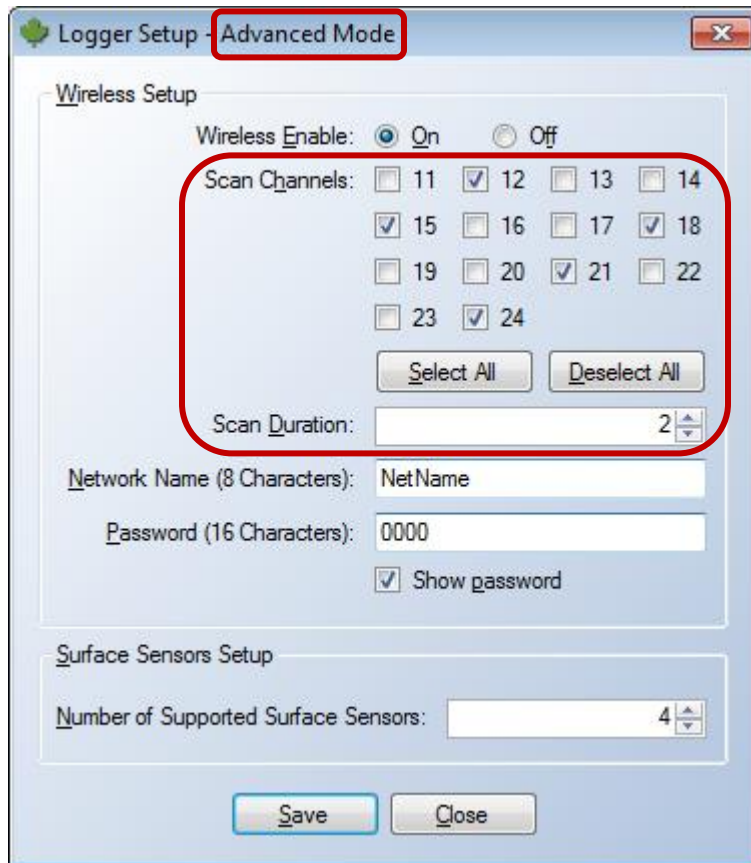 Logger Setup - Advanced Mode
Wireless Setup
Wireless Enable: On Off
Scan Channels: 11 12 13 14
15 16 17 18
19 20 21 22
23 24
Select All Deselect All
Scan Duration: 2
Network Name (8 Characters): NetName
Password (16 Characters): 0000
Show password
Surface Sensors Setup
Number of Supported Surface Sensors: 4
Save Close